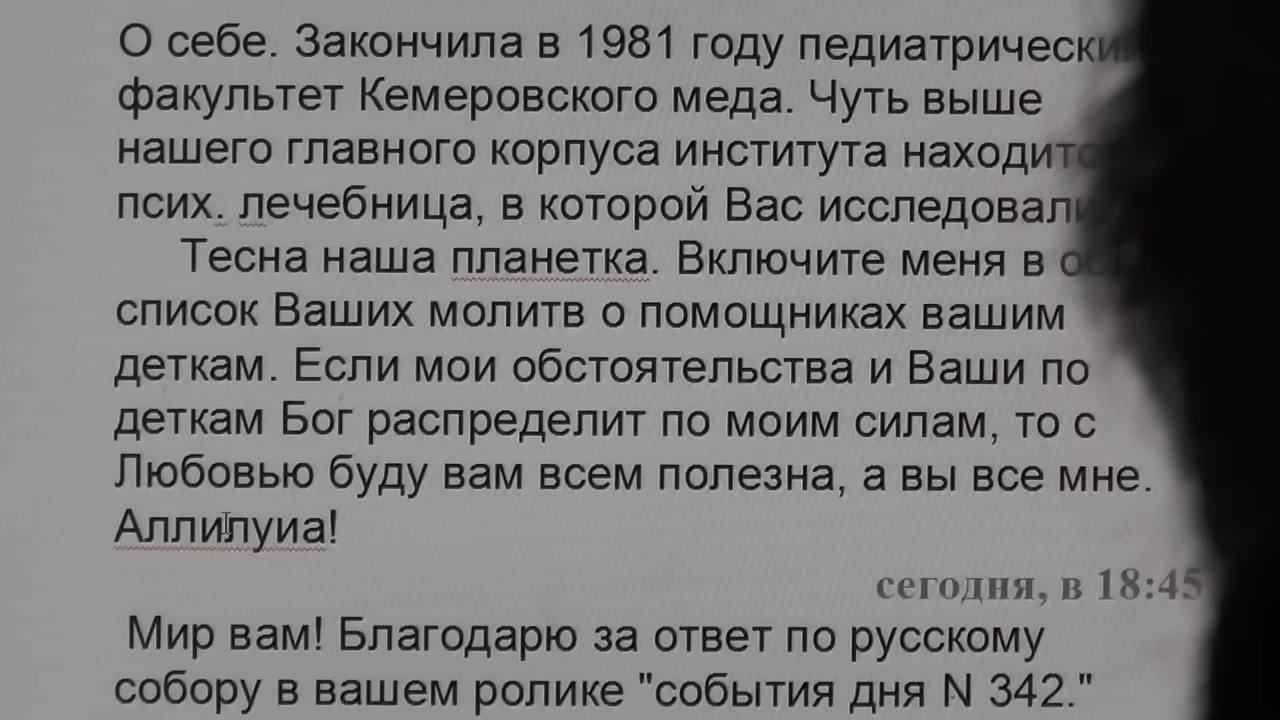 О себе. Закончила в 1981 году
факультет Кемеровского меда. Чуть выше
нашего главного корпуса института
псих. лечебница, в которой Вас
Тесна наша планетка. Включите меня в
список Ваших молитв о помощниках вашим
деткам. Если мои обстоятельства и Ваши по
деткам Бог распределит по моим силам, то с
Любовью буду вам всем полезна, а вы все мне.
Аллилуиа!
сегодня, в 18:45
Мир вам! Благодарю за ответ по русскому
собору в вашем ролике "события дня N 342."